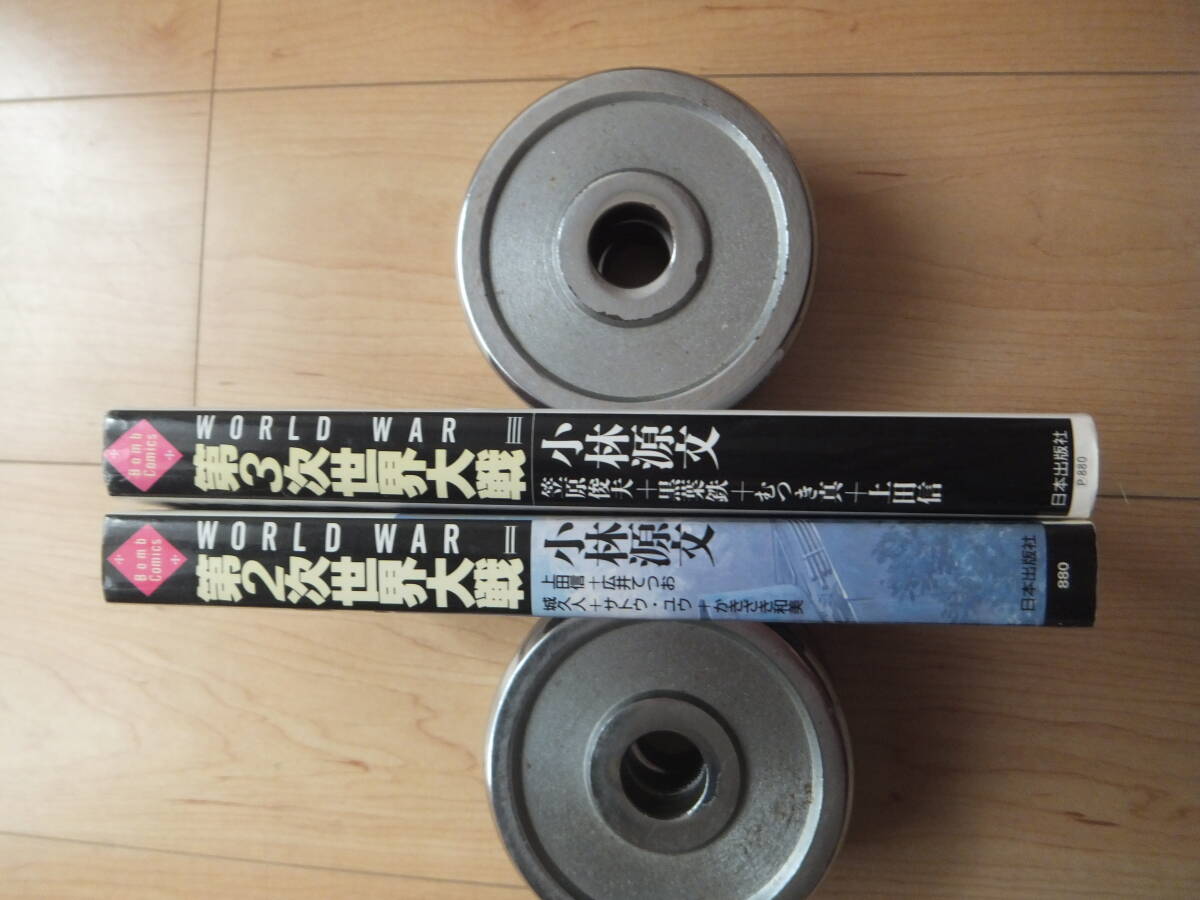 Bomb Comics
WORLD WAR III
第3次世界大戦
小林源文
笠原俊夫+黒葉鉄+むつき真+上田信
日本出版社
P.880
Bomb Comics
WORLD WAR II
第2次世界大戦
小林源文
上田信+広井てつお
城久人+サトウ・ユウ+かきざき和美
日本出版社
880